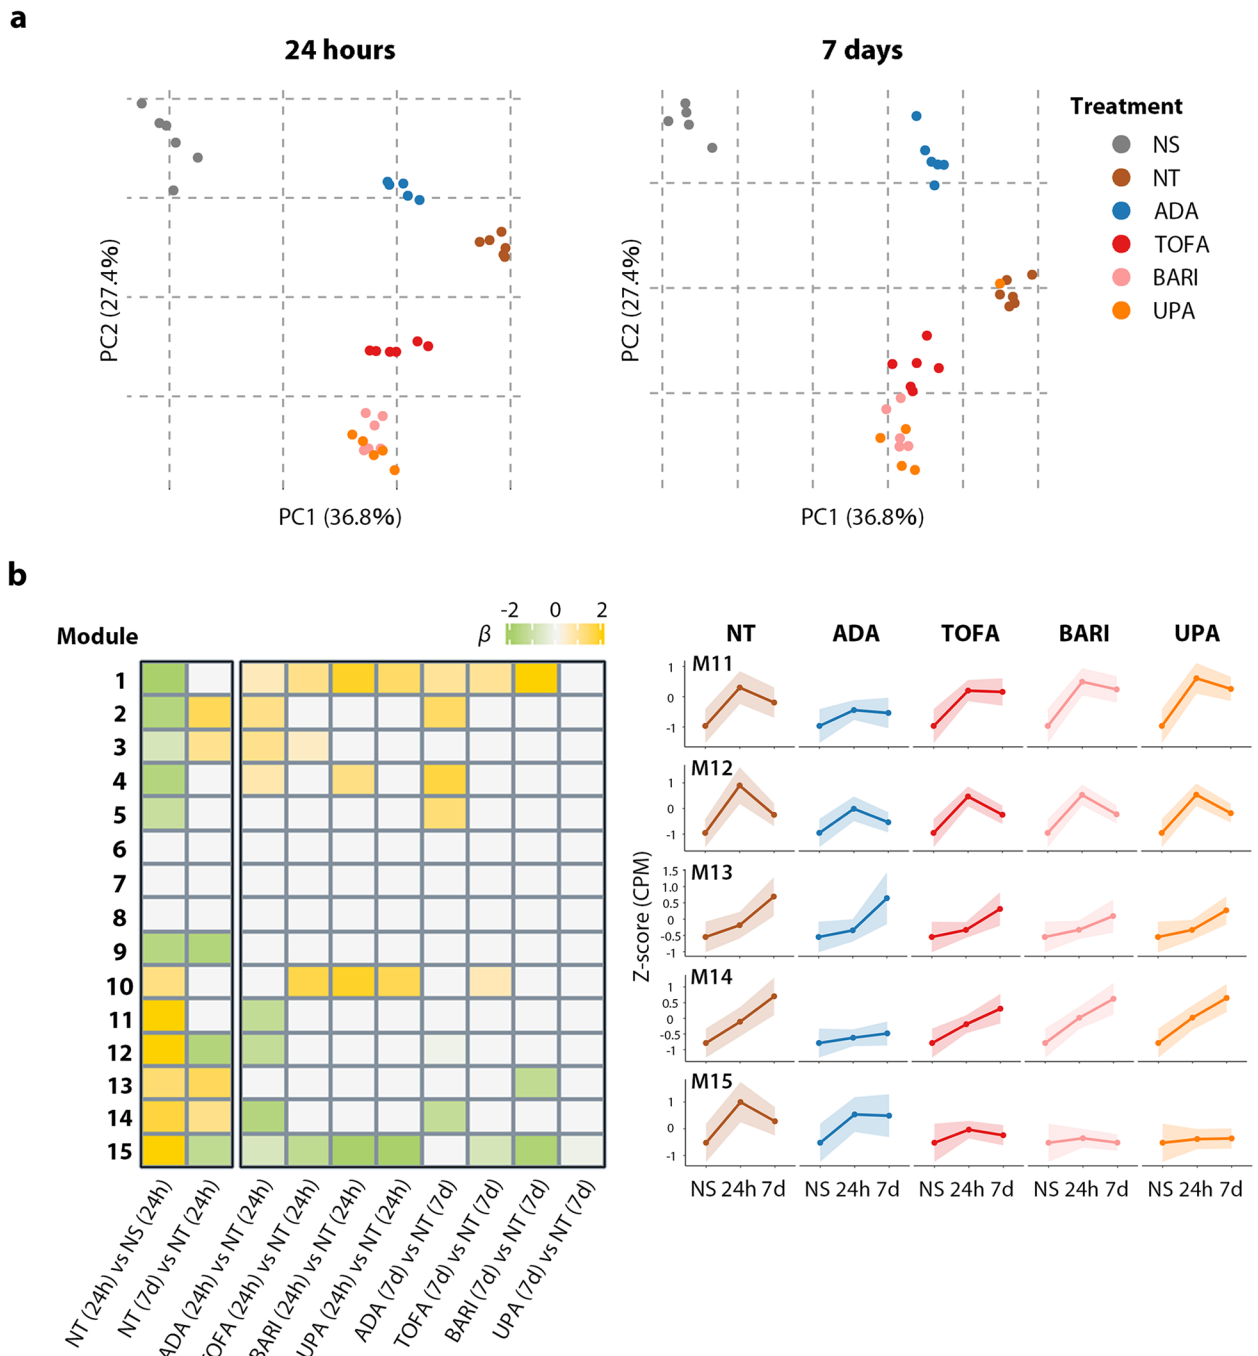 a
24 hours
7 days
PC2 (27.4%)
PC1 (36.8%)
PC2 (27.4%)
PC1 (36.8%)
Treatment
NS
NT
ADA
TOFA
BARI
UPA
b
Module
β
-2 0 2
1
2
3
4
5
6
7
8
9
10
11
12
13
14
15
NT (24h) vs NS (24h)
NT (7d) vs NT (24h)
ADA (24h) vs NT (24h)
TOFA (24h) vs NT (24h)
BARI (24h) vs NT (24h)
UPA (24h) vs NT (24h)
ADA (7d) vs NT (7d)
TOFA (7d) vs NT (7d)
BARI (7d) vs NT (7d)
UPA (7d) vs NT (7d)
NT ADA TOFA BARI UPA
Z-score (CPM)
M11
1
0
-1
M12
1
0
-1
M13
1.5
1.0
0.5
0
-0.5
-1
M14
1
0.5
0
-0.5
-1
M15
1
0
-1
NS 24h 7d NS 24h 7d NS 24h 7d NS 24h 7d NS 24h 7d